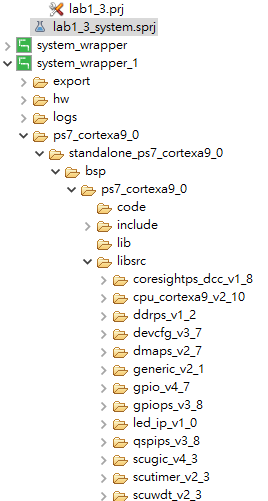 lab1_3.prj
lab1_3_system.sprj
system_wrapper
system_wrapper_1
export
hw
logs
ps7_cortexa9_0
standalone_ps7_cortexa9_0
bsp
ps7_cortexa9_0
code
include
lib
libsrc
coresightps_dcc_v1_8
cpu_cortexa9_v2_10
ddrps_v1_2
devcfg_v3_7
dmaps_v2_7
generic_v2_1
gpio_v4_7
gpiops_v3_8
led_ip_v1_0
qspips_v3_8
scugic_v4_3
scutimer_v2_3
scuwdt_v2_3